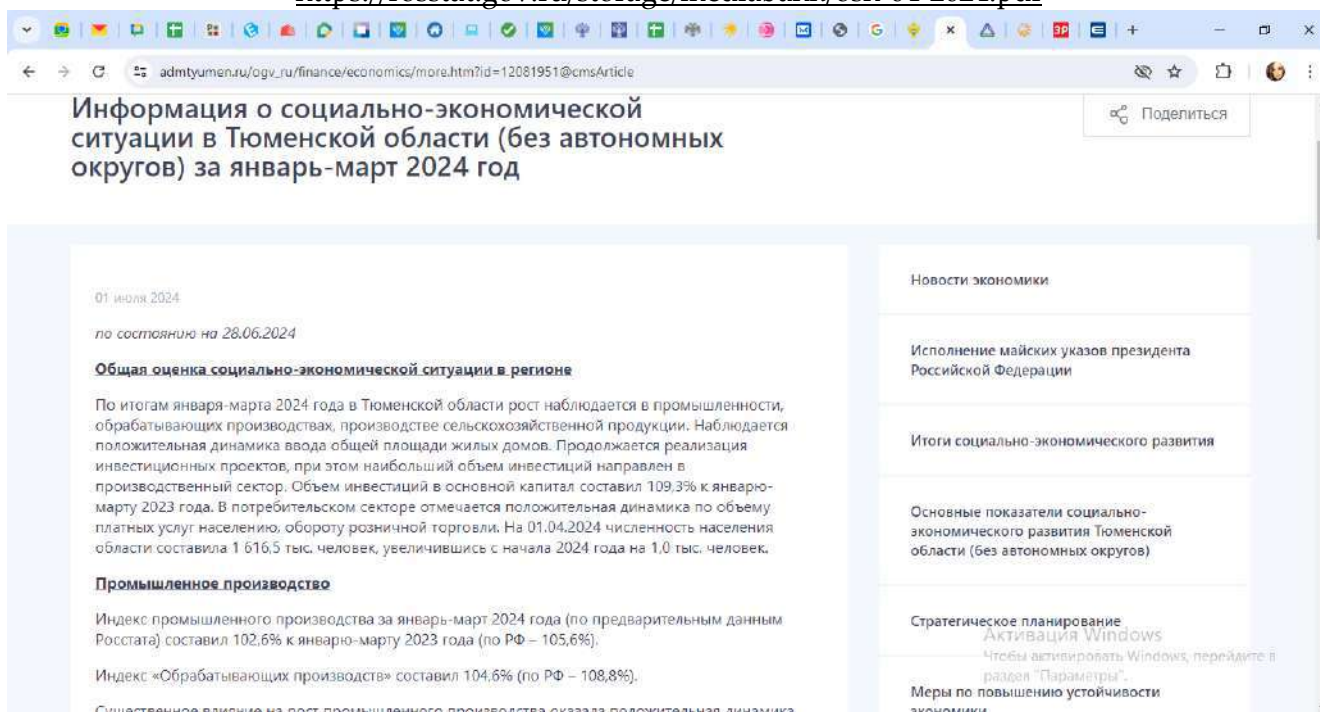 admtyumen.ru/ogv_ru/finance/economics/more.htm?id=12081951@cmsArticle
Информация о социально-экономической
ситуации в Тюменской области (без автономных
округов) за январь-март 2024 год
Поделиться
01 июля 2024
по состоянию на 28.06.2024
Общая оценка социально-экономической ситуации в регионе
По итогам января-марта 2024 года в Тюменской области рост наблюдается в промышленности,
обрабатывающих производствах, производстве сельскохозяйственной продукции. Наблюдается
положительная динамика ввода общей площади жилых домов. Продолжается реализация
инвестиционных проектов, при этом наибольший объем инвестиций направлен в
производственный сектор. Объем инвестиций в основной капитал составил 109,3% к январю-
марту 2023 года. В потребительском секторе отмечается положительная динамика по объему
платных услуг населению, обороту розничной торговли. На 01.04.2024 численность населения
области составила 1 616,5 тыс. человек, увеличившись с начала 2024 года на 1,0 тыс. человек.
Промышленное производство
Индекс промышленного производства за январь-март 2024 года (по предварительным данным
Росстата) составил 102,6% к январю-марту 2023 года (по РФ – 105,6%).
Индекс «Обрабатывающих производств» составил 104,6% (по РФ – 108,8%).
Существенное влияние на рост промышленного производства оказала положительная динамика
Новости экономики
Исполнение майских указов президента
Российской Федерации
Итоги социально-экономического развития
Основные показатели социально-
экономического развития Тюменской
области (без автономных округов)
Стратегическое планирование
Активация Windows
Чтобы активировать Windows, перейдите в
раздел "Параметры".
Меры по повышению устойчивости
экономики